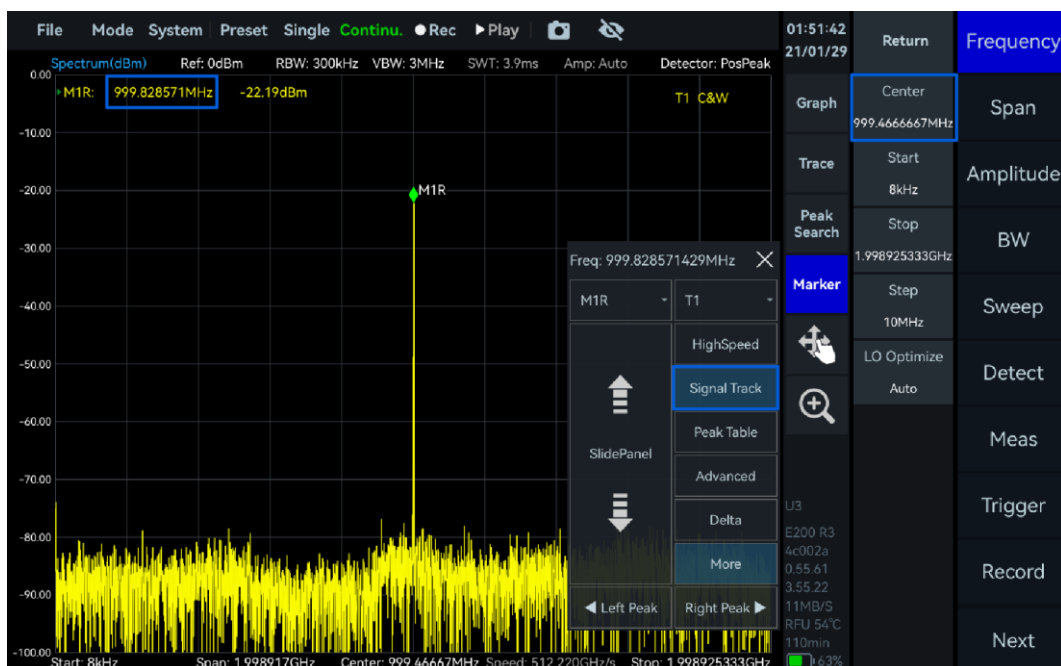 File Mode System Preset Single Continu. Rec Play
Spectrum(dBm) Ref: 0dBm RBW: 300kHz VBW: 3MHz SWT: 3.9ms Amp: Auto Detector: PosPeak
0.00
M1R: 999.828571MHz -22.19dBm
T1 C&W
-10.00
-20.00
M1R
-30.00
-40.00
-50.00
-60.00
-70.00
-80.00
-90.00
-100.00
Start: 8kHz Span: 1.998917GHz Center: 999.46667MHz Speed: 512.220GHz/s Stop: 1.998925333GHz
Freq: 999.828571429MHz
M1R T1
HighSpeed
Signal Track
Peak Table
SlidePanel
Advanced
Delta
More
Left Peak Right Peak
01:51:42
21/01/29
Graph
Trace
Peak
Search
Marker
U3
E200 R3
4c002a
0.55.61
3.55.22
11MB/S
RFU 54℃
110min
63%
Return
Center
999.4666667MHz
Start
8kHz
Stop
1.998925333GHz
Step
10MHz
LO Optimize
Auto
Frequency
Span
Amplitude
BW
Sweep
Detect
Meas
Trigger
Record
Next